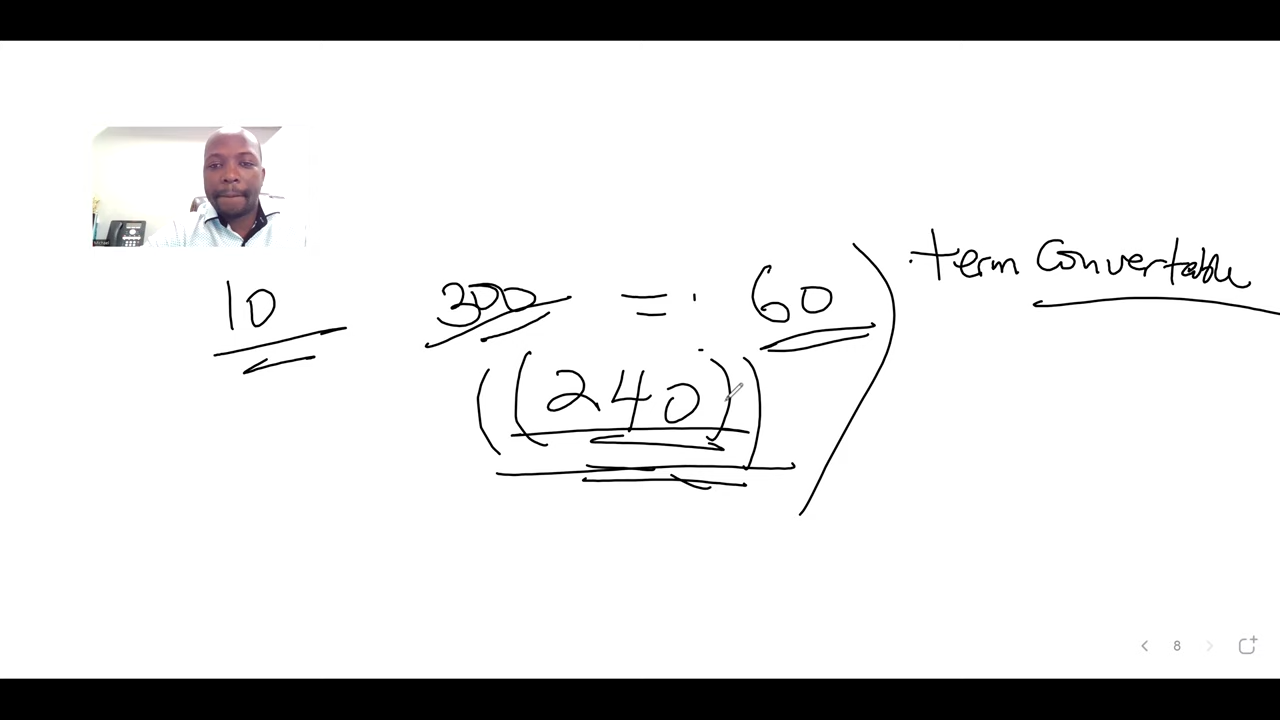 term Convertable
10 300 = 60
((240))
8